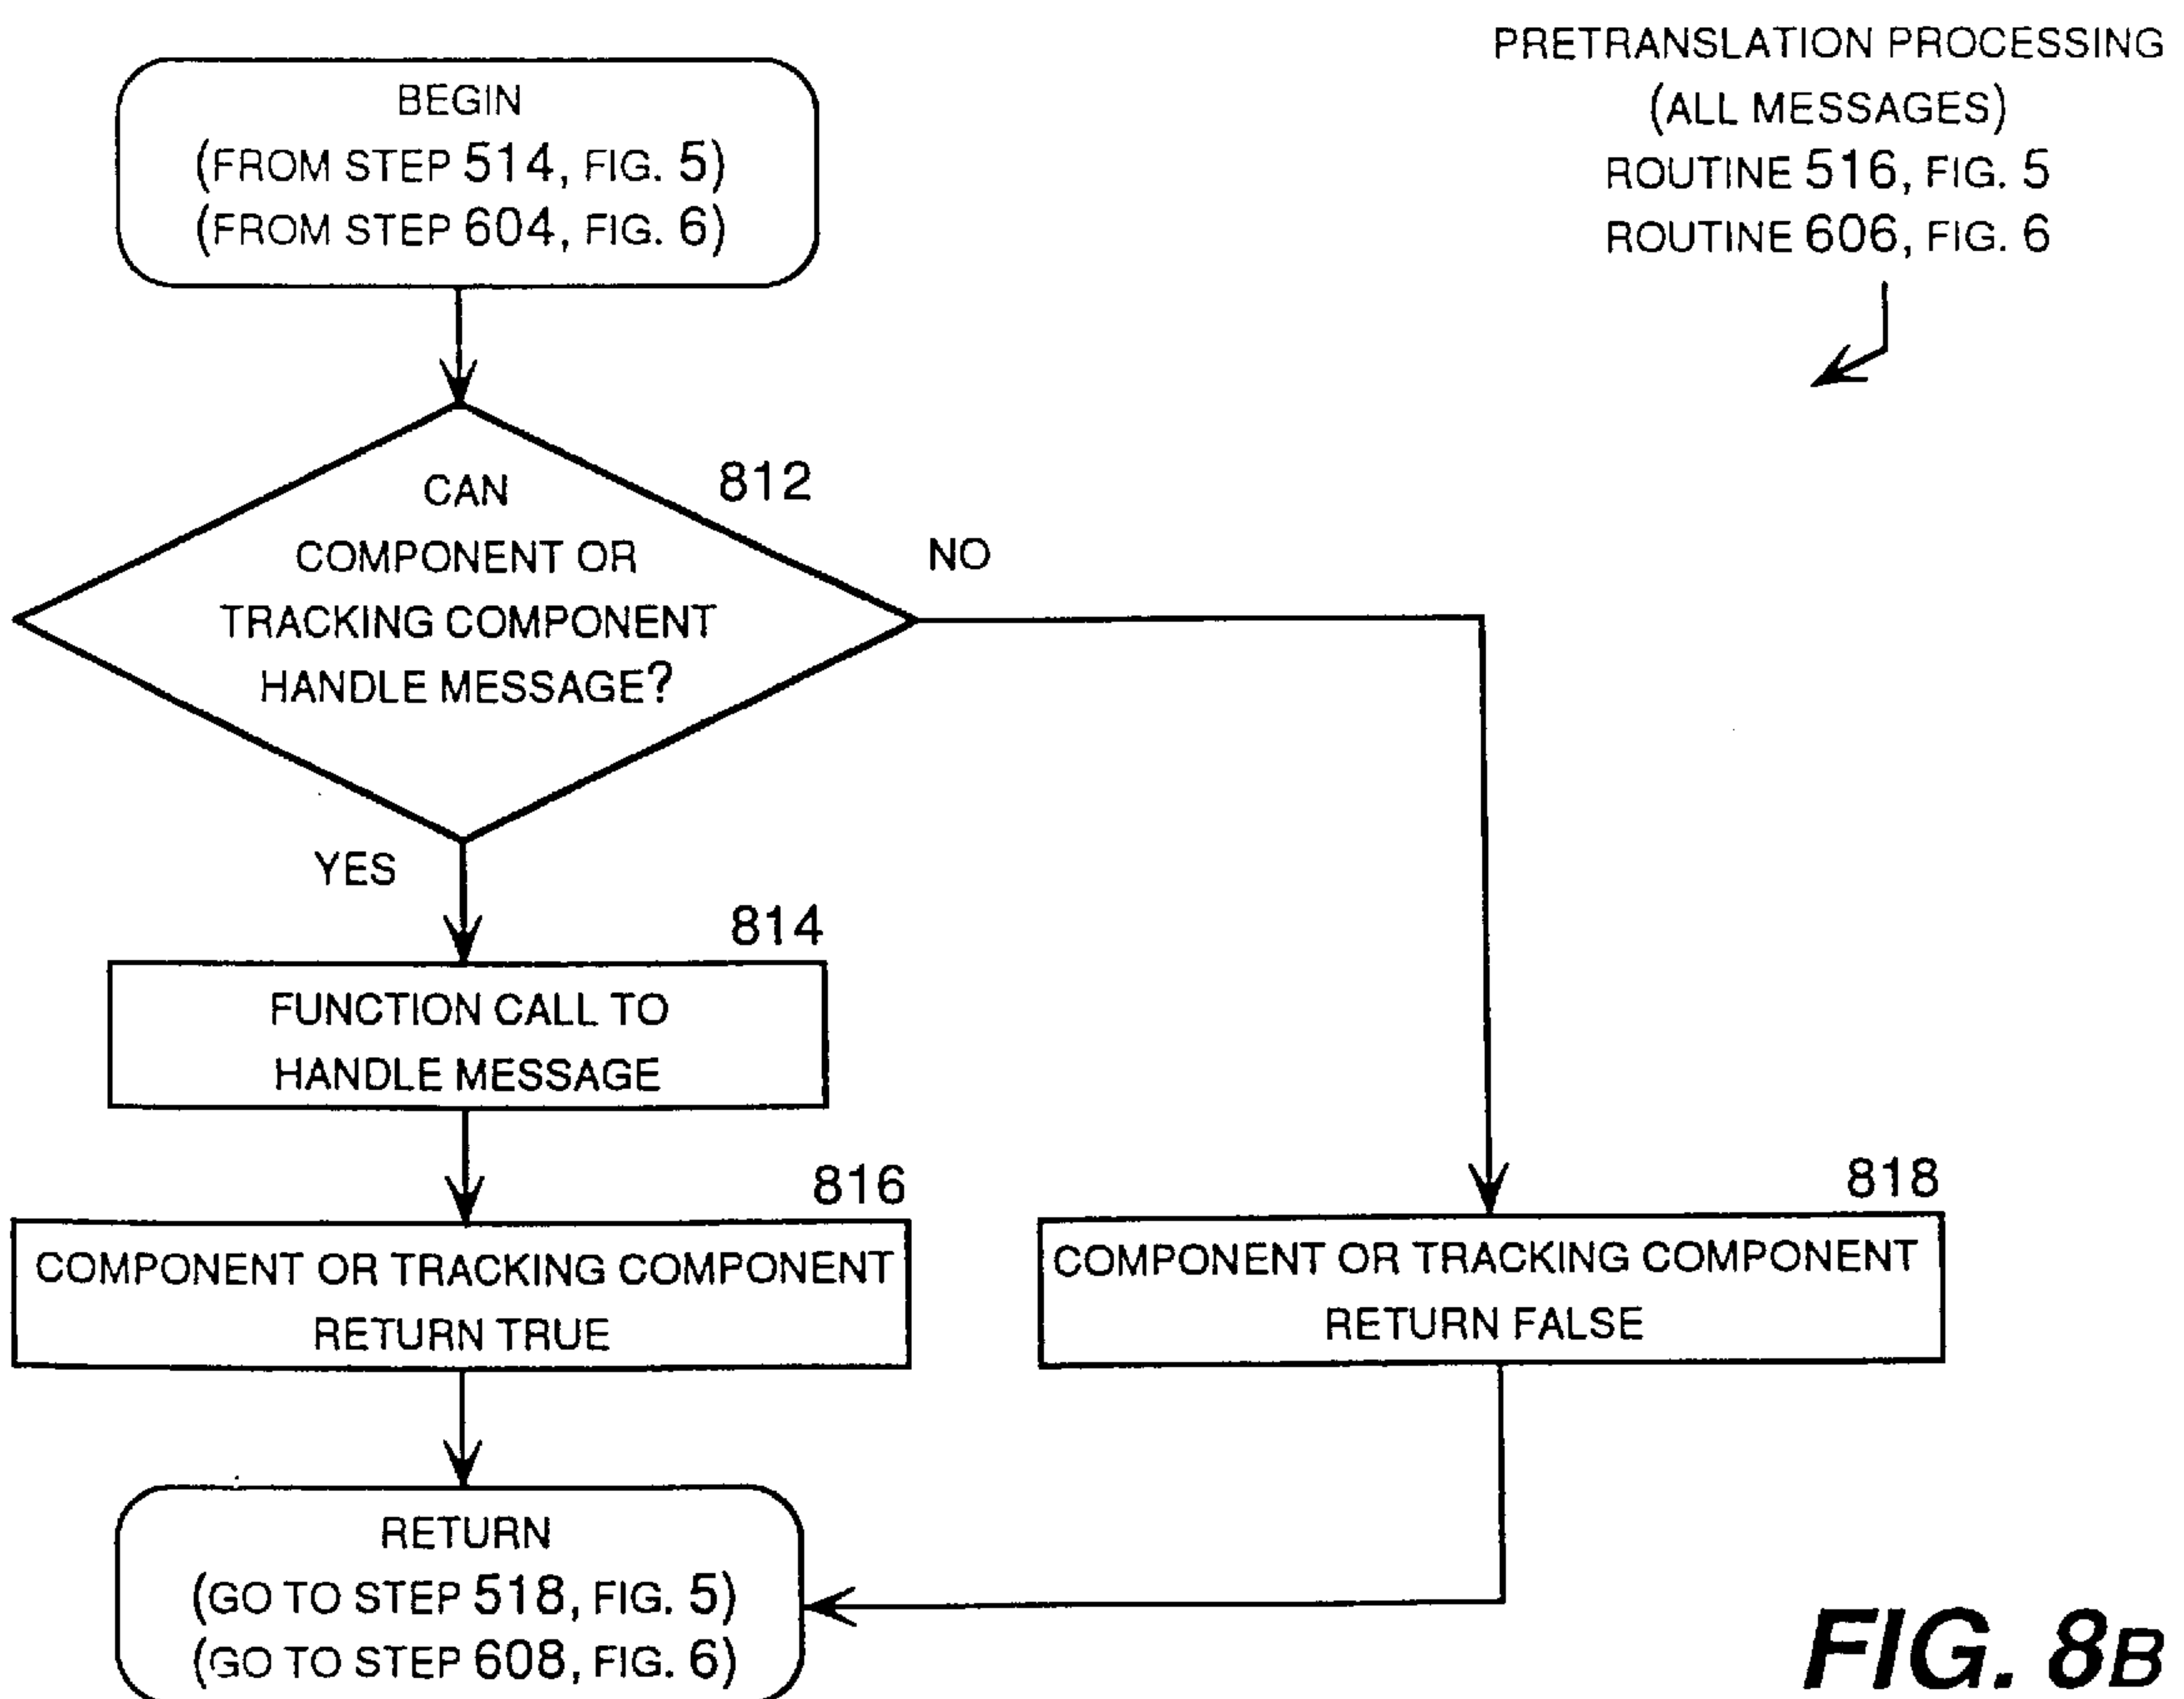 PRETRANSLATION PROCESSING
(ALL MESSAGES)
ROUTINE 516, FIG. 5
ROUTINE 606, FIG. 6
BEGIN
(FROM STEP 514, FIG. 5)
(FROM STEP 604, FIG. 6)
812
CAN
COMPONENT OR
TRACKING COMPONENT
HANDLE MESSAGE?
NO
YES
814
FUNCTION CALL TO
HANDLE MESSAGE
816
COMPONENT OR TRACKING COMPONENT
RETURN TRUE
818
COMPONENT OR TRACKING COMPONENT
RETURN FALSE
RETURN
(GO TO STEP 518, FIG. 5)
(GO TO STEP 608, FIG. 6)
FIG. 8B